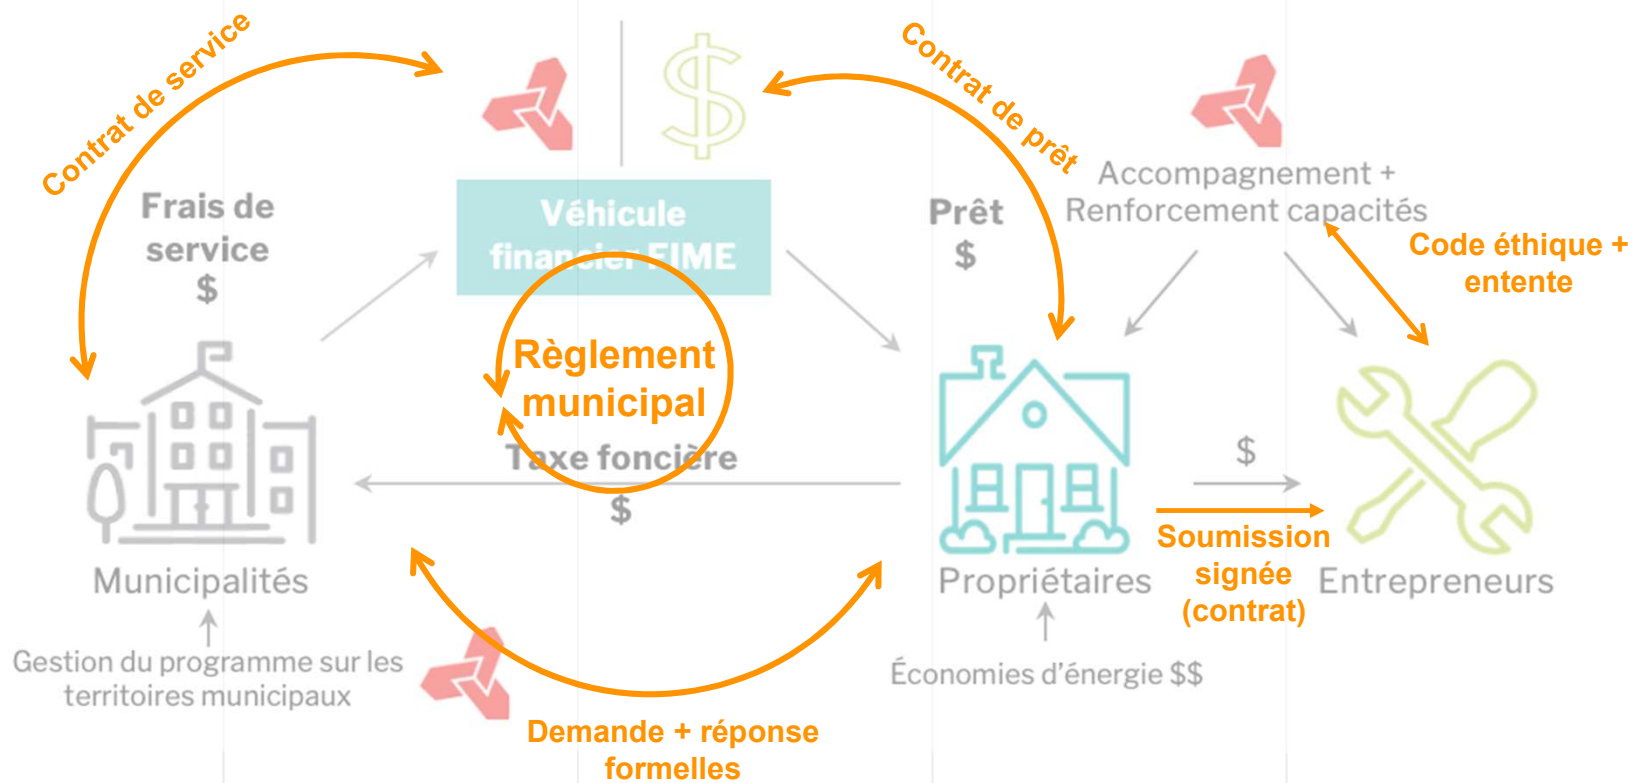 Contrat de service
$
Contrat de prêt
Accompagnement +
Renforcement capacités
Frais de
service
$
Véhicule
financier FIME
Prêt
$
Code éthique +
entente
Règlement
municipal
Taxe foncière
$
$
Soumission
signée
(contrat)
Municipalités
Propriétaires
Entrepreneurs
Gestion du programme sur les
territoires municipaux
Économies d'énergie $$
Demande + réponse
formelles